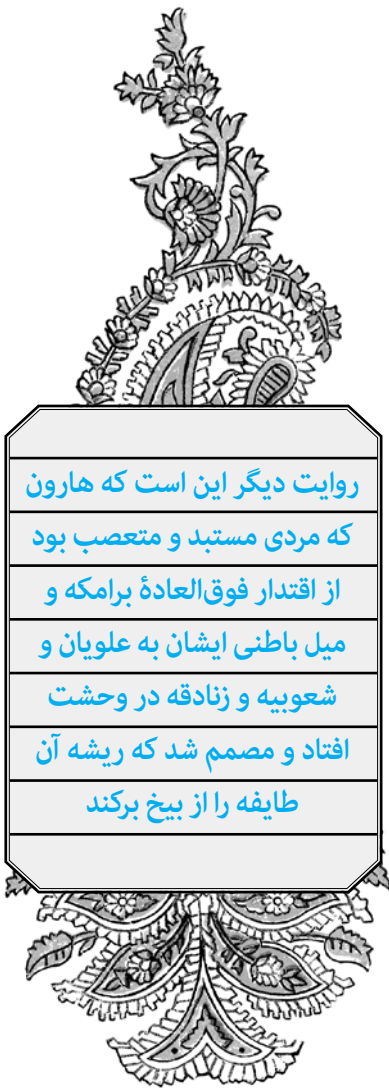 روایت دیگر این است که هارون
که مردی مستبد و متعصب بود
از اقتدار فوق‌العادهٔ برامکه و
میل باطنی ایشان به علویان و
شعوبیه و زنادقه در وحشت
افتاد و مصمم شد که ریشه آن
طایفه را از بیخ برکند